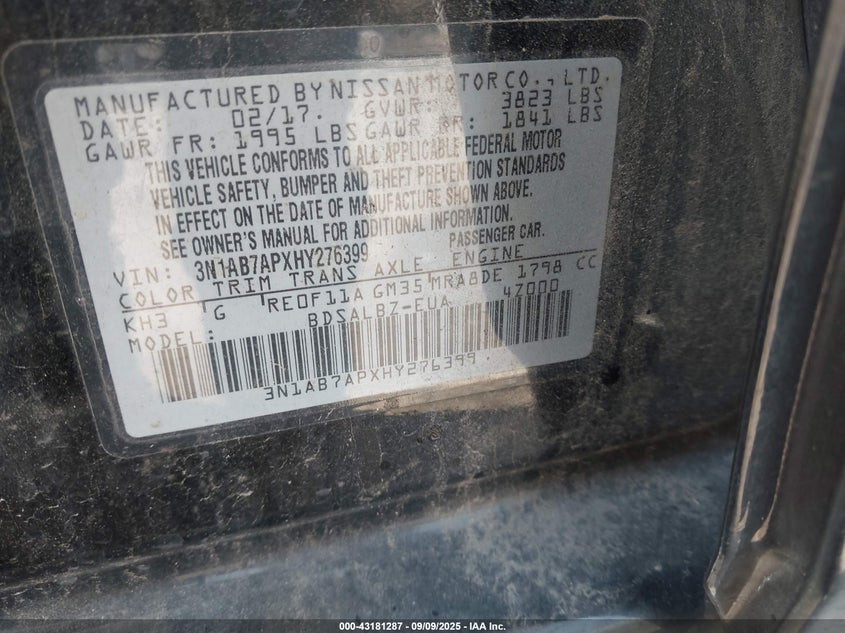 MANUFACTURED BY NISSAN MOTOR CO., LTD.
DATE: 02/17. GVWR: 3823 LBS
GAWR FR: 1995 LBS GAWR RR: 1841 LBS
THIS VEHICLE CONFORMS TO ALL APPLICABLE FEDERAL MOTOR
VEHICLE SAFETY, BUMPER AND THEFT PREVENTION STANDARDS
IN EFFECT ON THE DATE OF MANUFACTURE SHOWN ABOVE.
SEE OWNER'S MANUAL FOR ADDITIONAL INFORMATION.
VIN: 3N1AB7APXHY276399 PASSENGER CAR.
COLOR TRIM TRANS AXLE ENGINE
KH3 G RE0F11A GM35 MRA8DE 1798 CC
MODEL: BDSALBZ-EUA 47000
3N1AB7APXHY276399
000-43181287 - 09/09/2025 - IAA Inc.